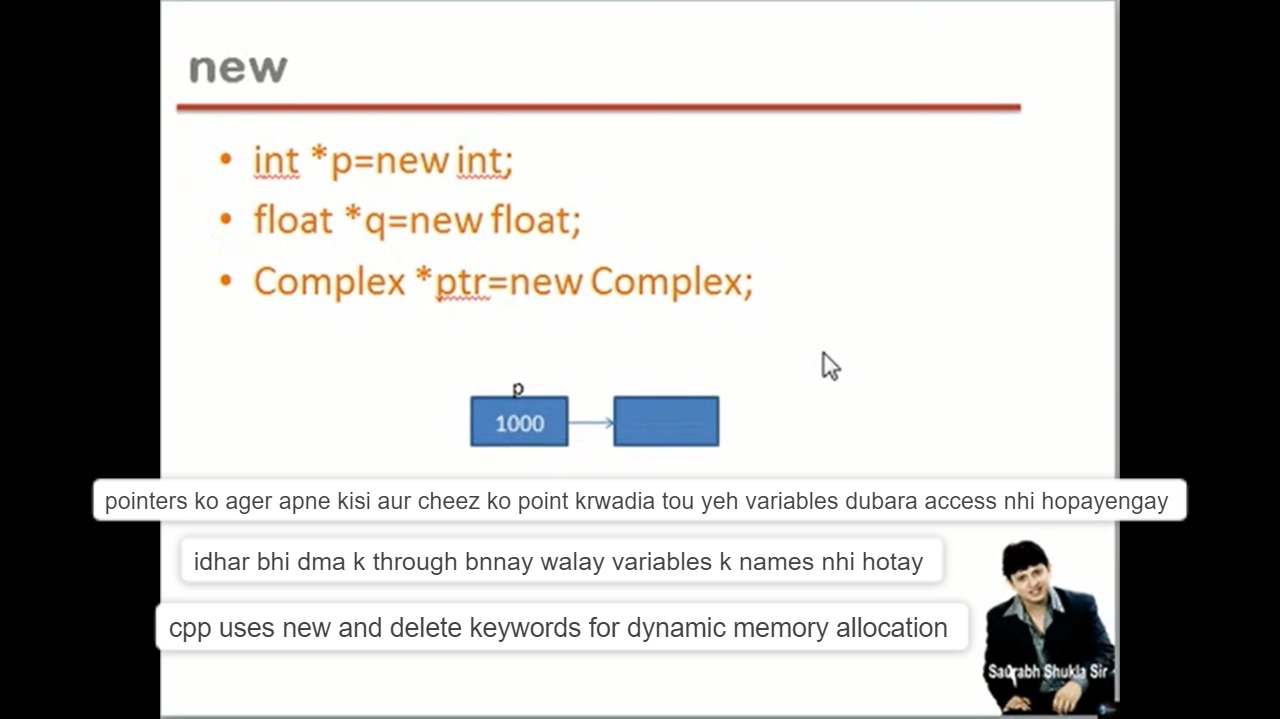 new
• int *p=new int;
• float *q=new float;
• Complex *ptr=new Complex;
p
1000
pointers ko ager apne kisi aur cheez ko point krwadia tou yeh variables dubara access nhi hopayengay
idhar bhi dma k through bnnay walay variables k names nhi hotay
cpp uses new and delete keywords for dynamic memory allocation
Saurabh Shukla Sir